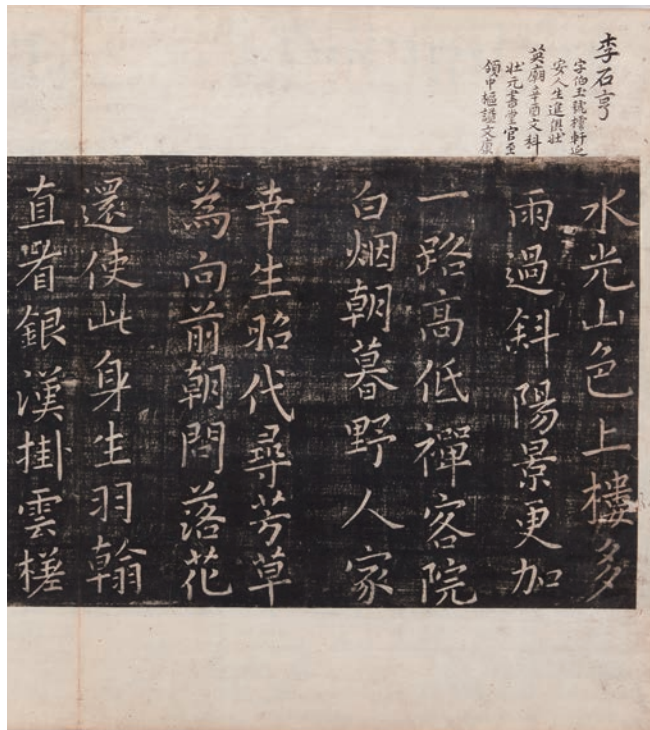 李石亨
字伯玉號樗軒延
安人生進俱壯
英廟辛酉文科
壯元書堂官至
領中樞諡文康
水光山色上樓多
雨過斜陽景更加
一路高低禪客院
白烟朝暮野人家
幸生昭代尋芳草
為向前朝問落花
還使此身生羽翰
直看銀漢掛雲槎